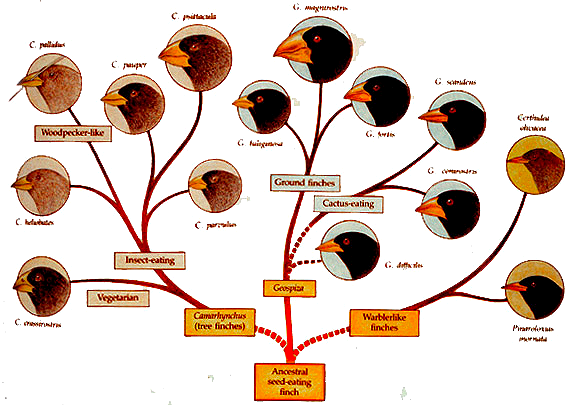 C. psittacula
G. magnirostris
C. pallidus
C. pauper
G. scandens
Certhidea
olivacea
Woodpecker-like
G. fuliginosa
G. fortis
Ground finches
G. conirostris
Cactus-eating
C. heliobates
C. parvulus
Insect-eating
G. difficilis
Vegetarian
Geospiza
C. crassirostris
Camarhynchus
(tree finches)
Warblerlike
finches
Pinaroloxias
inornata
Ancestral
seed-eating
finch